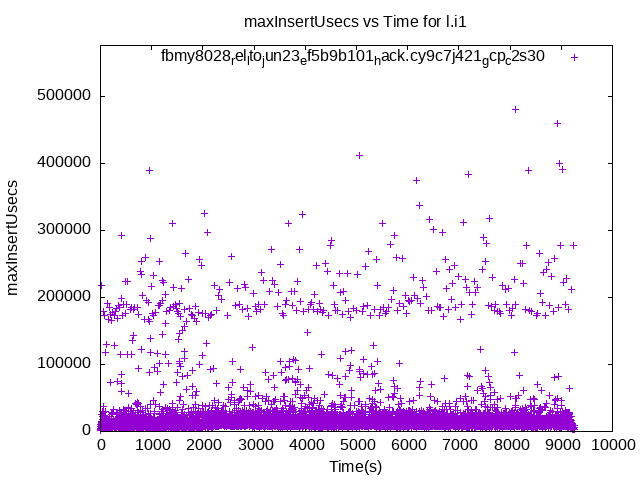 maxInsertUsecs vs Time for l.i1
fbmy8028relltojun23ef5b9b101hack.cy9c7j421gcpc2s30
500000
400000
300000
200000
100000
0
maxInsertUsecs
0 1000 2000 3000 4000 5000 6000 7000 8000 9000 10000
Time(s)